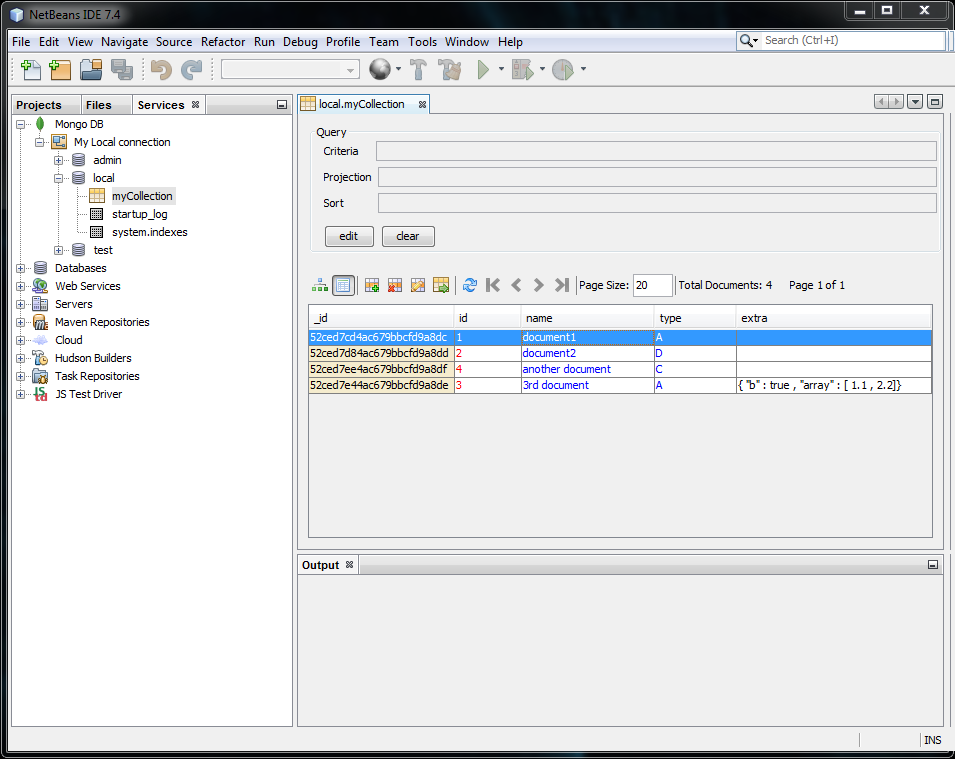 NetBeans IDE 7.4
File Edit View Navigate Source Refactor Run Debug Profile Team Tools Window Help
Search (Ctrl+I)
Projects Files Services
Mongo DB
My Local connection
admin
local
myCollection
startup_log
system.indexes
test
Databases
Web Services
Servers
Maven Repositories
Cloud
Hudson Builders
Task Repositories
JS Test Driver
local.myCollection
Query
Criteria
Projection
Sort
edit clear
Page Size: 20 Total Documents: 4 Page 1 of 1
_id id name type extra
52ced7cd4ac679bbcfd9a8dc 1 document1 A
52ced7d84ac679bbcfd9a8dd 2 document2 D
52ced7ee4ac679bbcfd9a8df 4 another document C
52ced7e44ac679bbcfd9a8de 3 3rd document A { "b" : true , "array" : [ 1.1 , 2.2]}
Output
INS